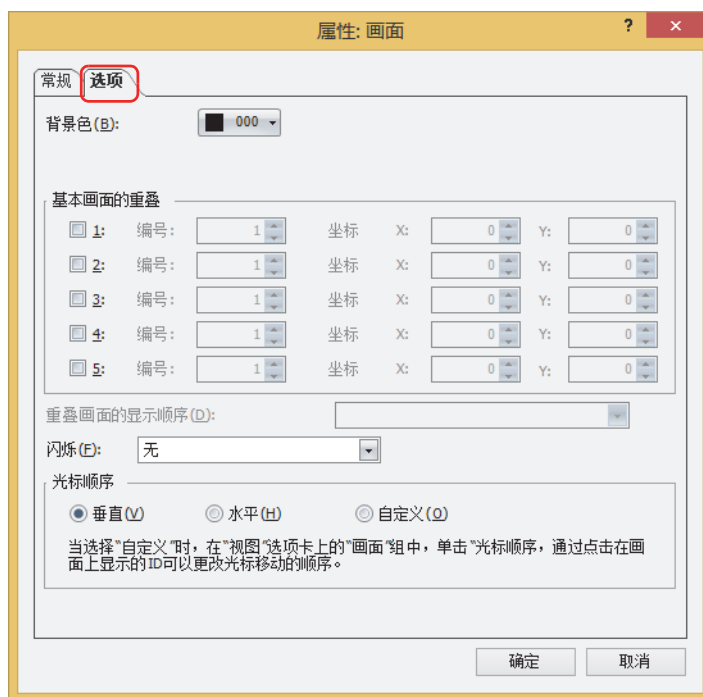 属性: 画面 ? ×
常规 选项
背景色(B): 000
基本画面的重叠
1: 编号: 1 坐标 X: 0 Y: 0
2: 编号: 1 坐标 X: 0 Y: 0
3: 编号: 1 坐标 X: 0 Y: 0
4: 编号: 1 坐标 X: 0 Y: 0
5: 编号: 1 坐标 X: 0 Y: 0
重叠画面的显示顺序(D):
闪烁(F): 无
光标顺序
垂直(V) 水平(H) 自定义(O)
当选择“自定义”时，在“视图”选项卡上的“画面”组中，单击“光标顺序，通过点击在画
面上显示的ID可以更改光标移动的顺序。
确定 取消